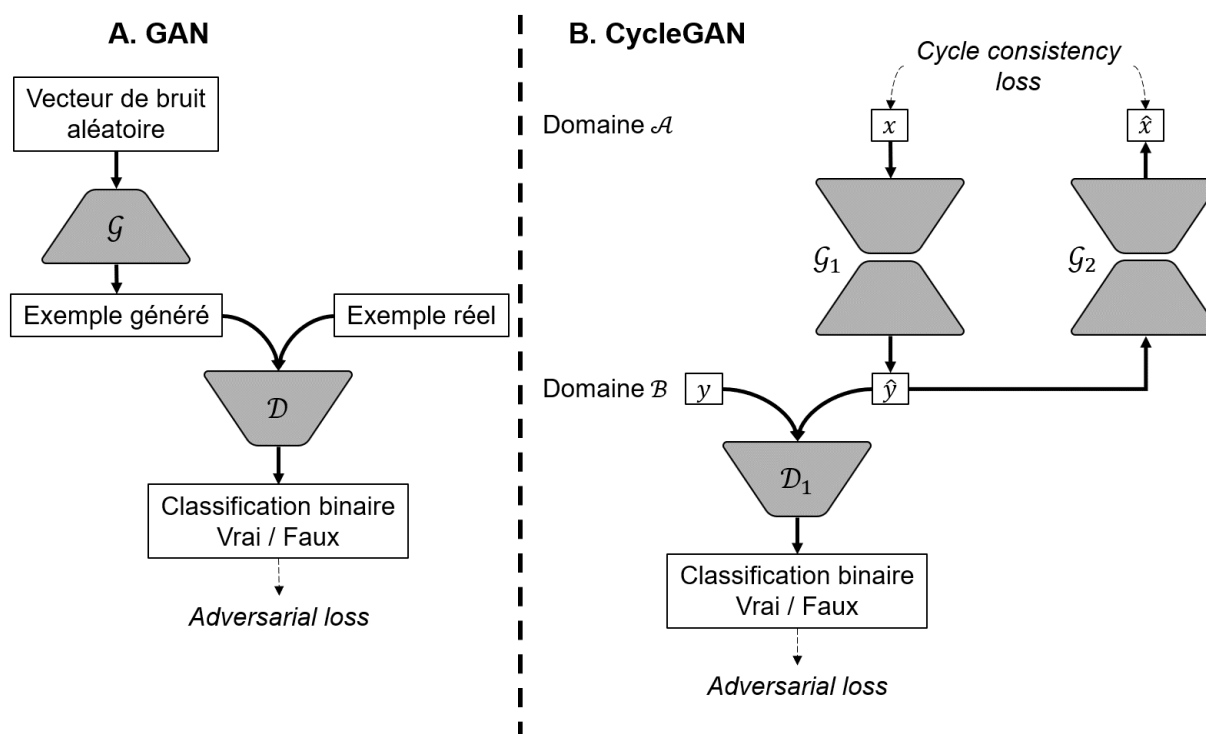 A. GAN
Vecteur de bruit
aléatoire
𝒢
Exemple généré
Exemple réel
𝒟
Classification binaire
Vrai / Faux
Adversarial loss
B. CycleGAN
Cycle consistency
loss
Domaine 𝒜
x
x̂
𝒢₁
𝒢₂
Domaine ℬ
y
ŷ
𝒟₁
Classification binaire
Vrai / Faux
Adversarial loss